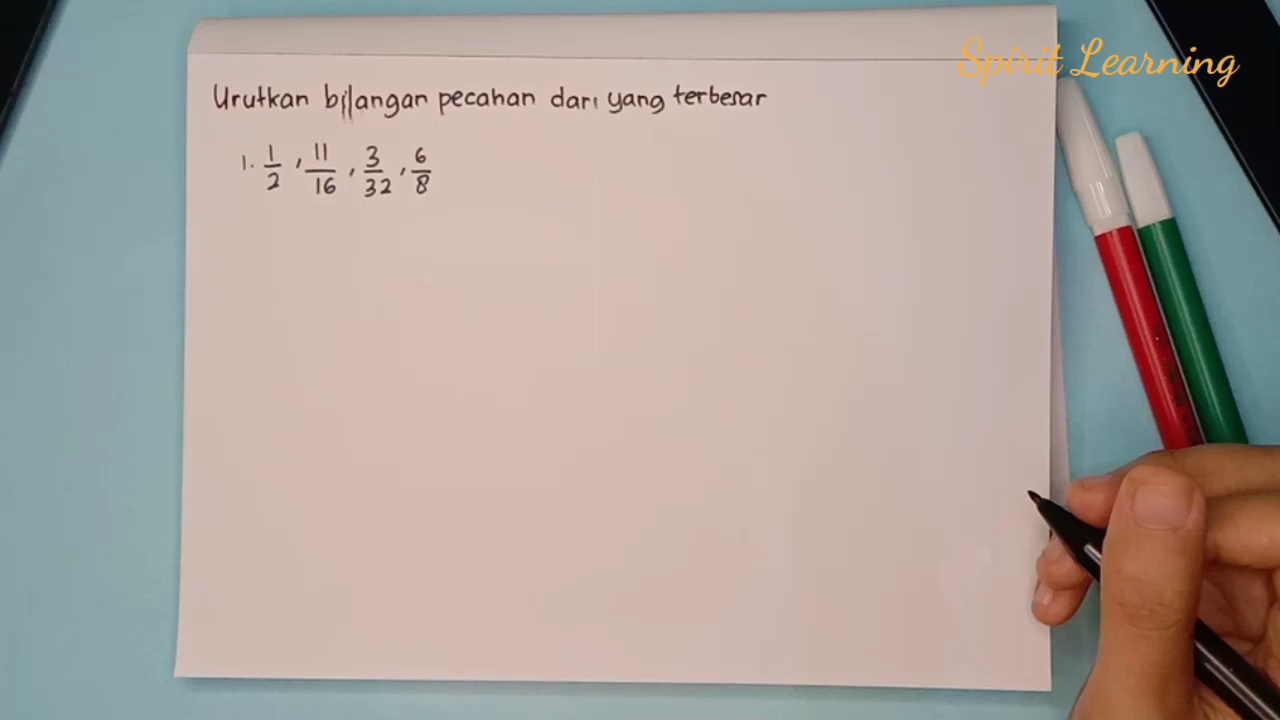 Spirit Learning
Urutkan bilangan pecahan dari yang terbesar
1. 1/2, 11/16, 3/32, 6/8